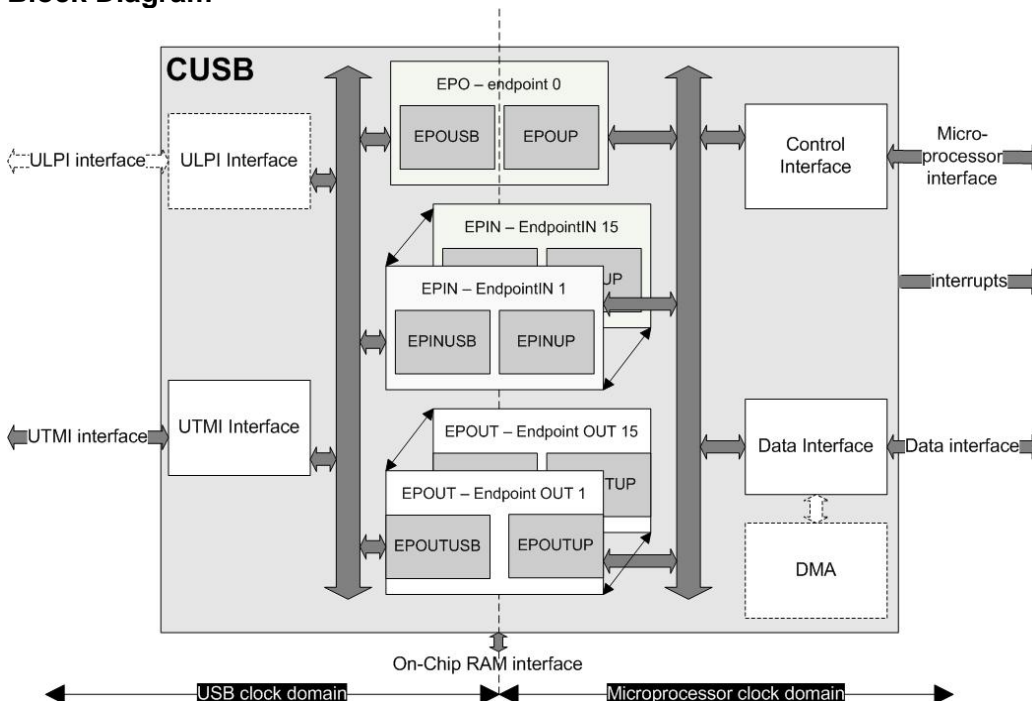 Block Diagram
CUSB
EPO – endpoint 0
EPOUSB
EPOUP
ULPI interface
ULPI Interface
Control
Interface
Micro-
processor
interface
EPIN – EndpointIN 15
UP
EPIN – EndpointIN 1
EPINUSB
EPINUP
interrupts
UTMI interface
UTMI Interface
EPOUT – Endpoint OUT 15
TUP
EPOUT – Endpoint OUT 1
EPOUTUSB
EPOUTUP
Data Interface
Data interface
DMA
On-Chip RAM interface
USB clock domain
Microprocessor clock domain